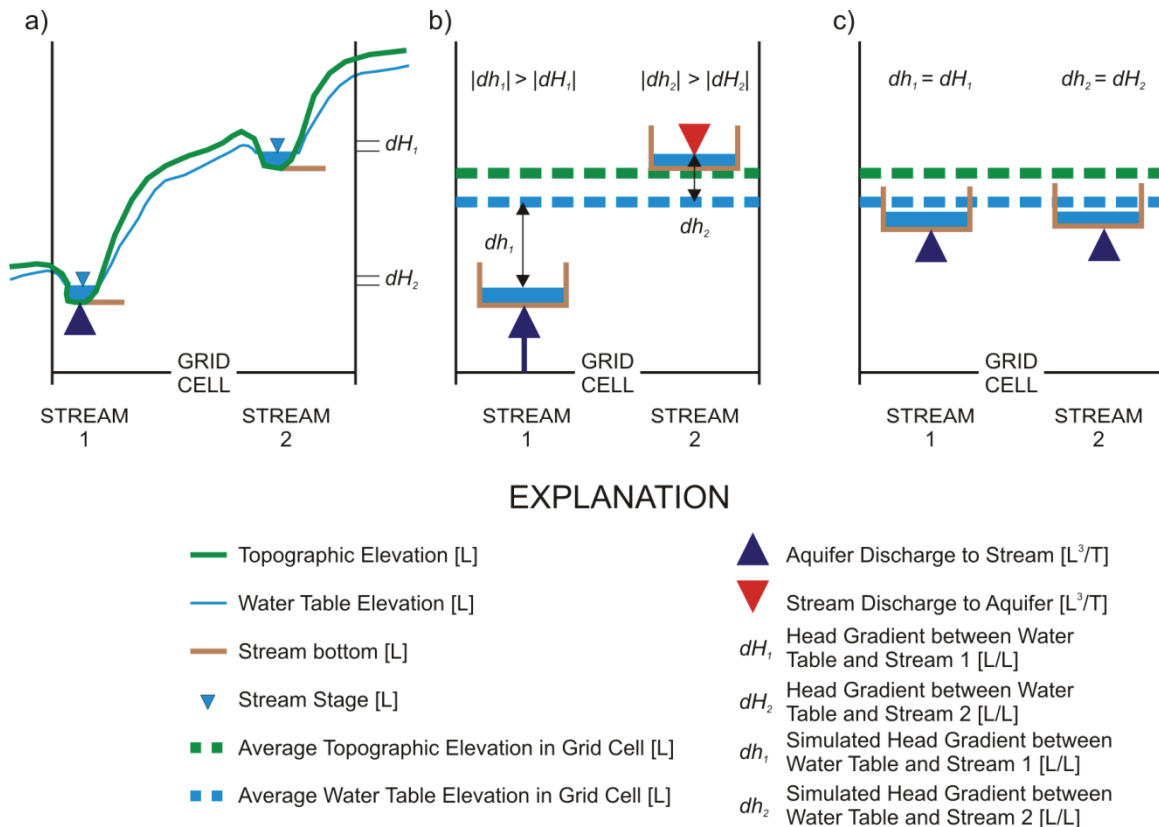 a)
dH₁
dH₂
GRID
CELL
STREAM
1
STREAM
2
b)
|dh₁| > |dH₁|
|dh₂| > |dH₂|
dh₁
dh₂
GRID
CELL
STREAM
1
STREAM
2
c)
dh₁ = dH₁
dh₂ = dH₂
GRID
CELL
STREAM
1
STREAM
2
EXPLANATION
Topographic Elevation [L]
Water Table Elevation [L]
Stream bottom [L]
Stream Stage [L]
Average Topographic Elevation in Grid Cell [L]
Average Water Table Elevation in Grid Cell [L]
Aquifer Discharge to Stream [L³/T]
Stream Discharge to Aquifer [L³/T]
dH₁ Head Gradient between Water
Table and Stream 1 [L/L]
dH₂ Head Gradient between Water
Table and Stream 2 [L/L]
dh₁ Simulated Head Gradient between
Water Table and Stream 1 [L/L]
dh₂ Simulated Head Gradient between
Water Table and Stream 2 [L/L]